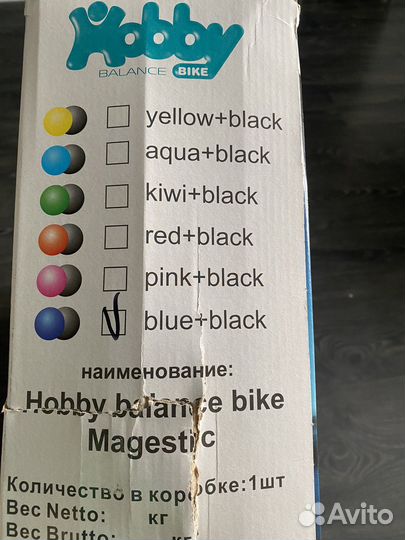 Hobby
BALANCE BIKE
yellow+black
aqua+black
kiwi+black
red+black
pink+black
blue+black
наименование:
Hobby balance bike
Magestic
Количество в коробке:1шт
Вес Netto: кг
Вес Brutto: кг
Avito